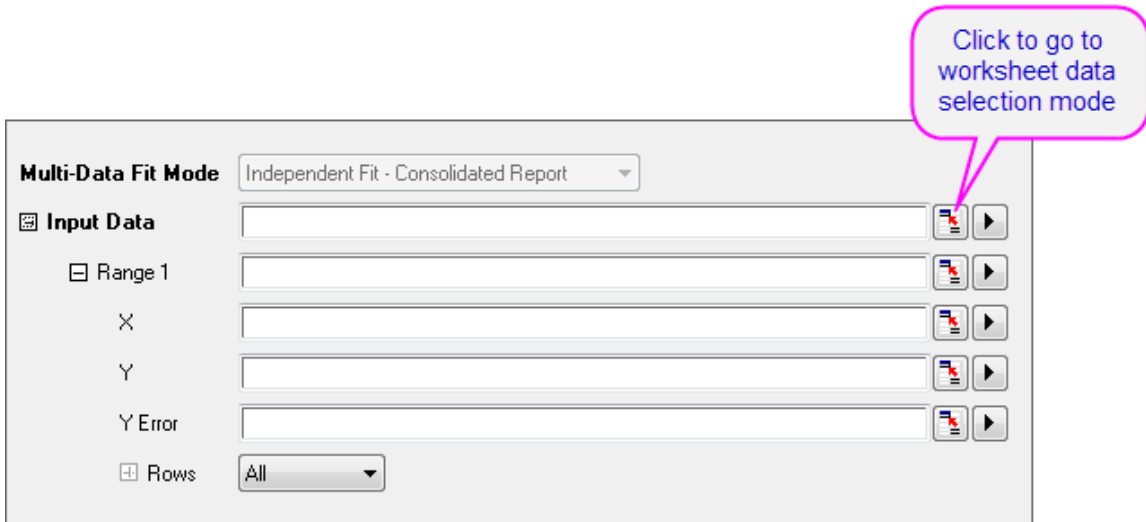 Click to go to
worksheet data
selection mode
Multi-Data Fit Mode Independent Fit - Consolidated Report
Input Data
Range 1
X
Y
Y Error
Rows All